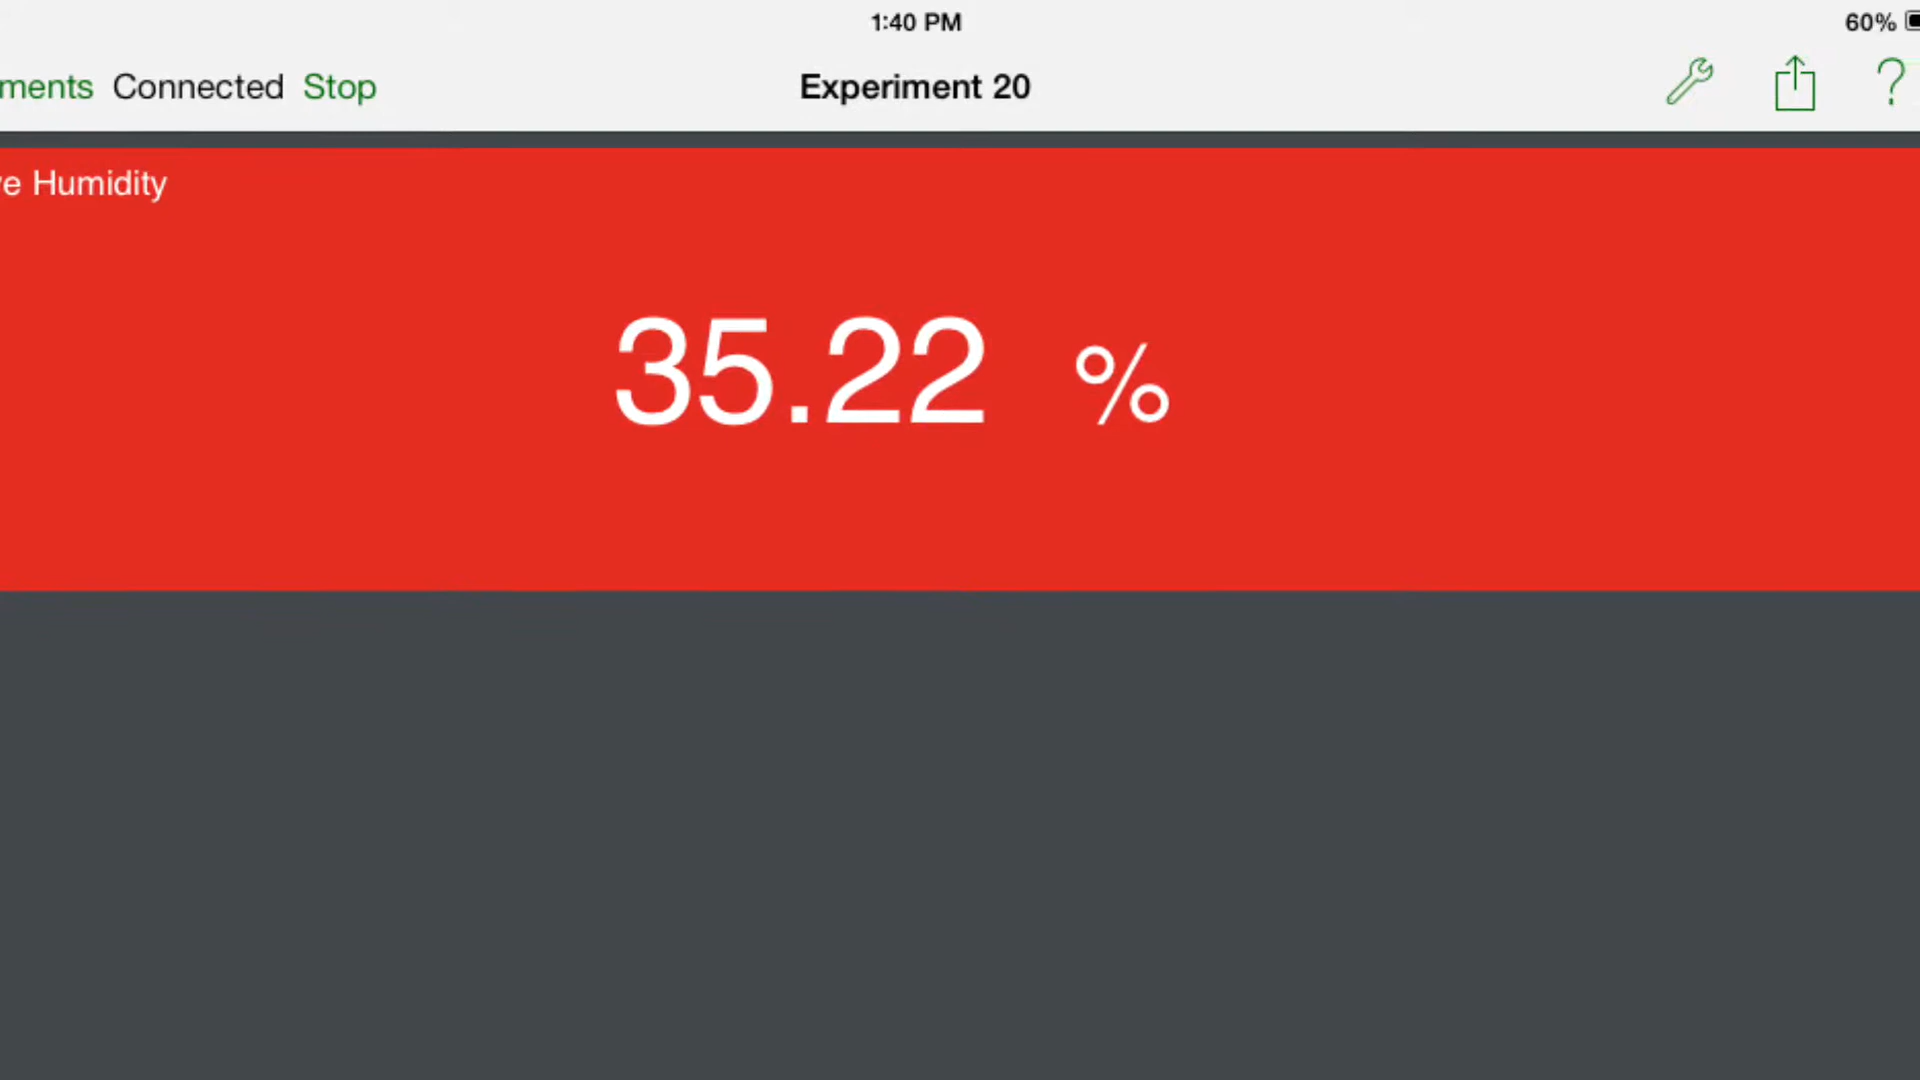 1:40 PM 60%
ments Connected Stop Experiment 20 ?
e Humidity
35.22 %